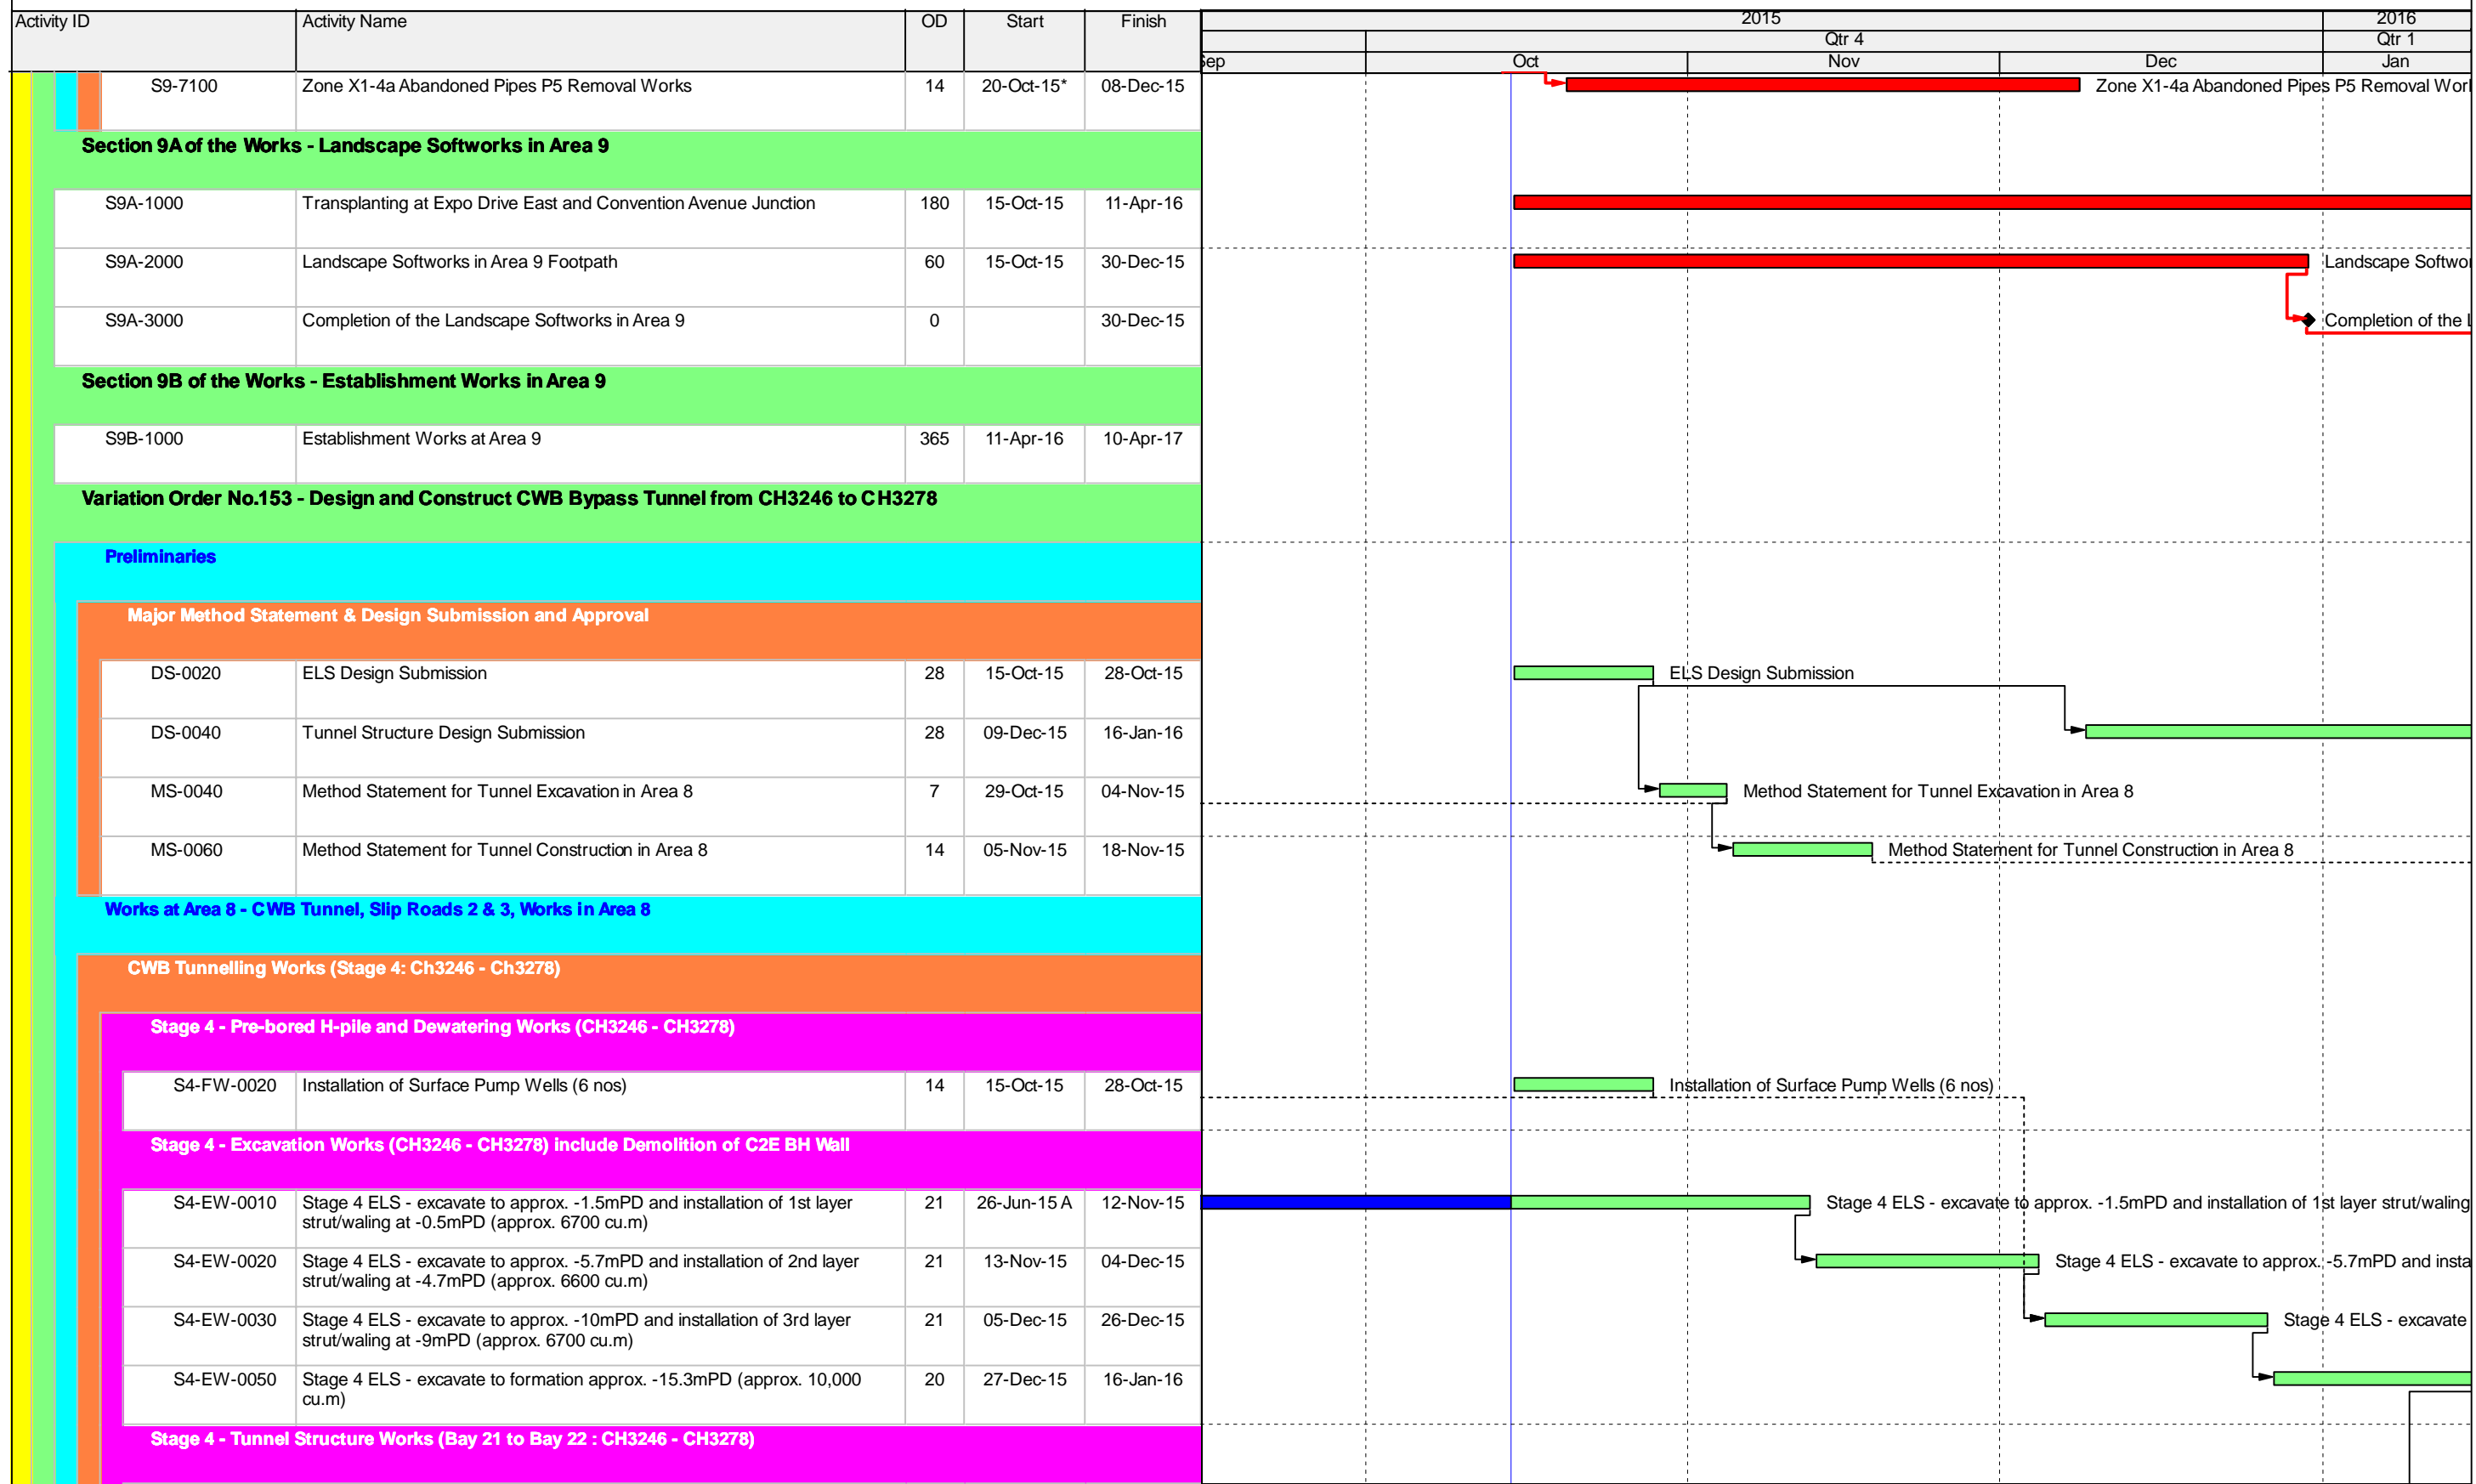 Activity ID Activity Name OD Start Finish 2015 2016
Qtr 4 Qtr 1
Sep Oct Nov Dec Jan
S9-7100 Zone X1-4a Abandoned Pipes P5 Removal Works 14 20-Oct-15* 08-Dec-15 Zone X1-4a Abandoned Pipes P5 Removal Wor
Section 9A of the Works - Landscape Softworks in Area 9
S9A-1000 Transplanting at Expo Drive East and Convention Avenue Junction 180 15-Oct-15 11-Apr-16
S9A-2000 Landscape Softworks in Area 9 Footpath 60 15-Oct-15 30-Dec-15 Landscape Softwo
S9A-3000 Completion of the Landscape Softworks in Area 9 0 30-Dec-15 Completion of the L
Section 9B of the Works - Establishment Works in Area 9
S9B-1000 Establishment Works at Area 9 365 11-Apr-16 10-Apr-17
Variation Order No.153 - Design and Construct CWB Bypass Tunnel from CH3246 to CH3278
Preliminaries
Major Method Statement & Design Submission and Approval
DS-0020 ELS Design Submission 28 15-Oct-15 28-Oct-15 ELS Design Submission
DS-0040 Tunnel Structure Design Submission 28 09-Dec-15 16-Jan-16
MS-0040 Method Statement for Tunnel Excavation in Area 8 7 29-Oct-15 04-Nov-15 Method Statement for Tunnel Excavation in Area 8
MS-0060 Method Statement for Tunnel Construction in Area 8 14 05-Nov-15 18-Nov-15 Method Statement for Tunnel Construction in Area 8
Works at Area 8 - CWB Tunnel, Slip Roads 2 & 3, Works in Area 8
CWB Tunnelling Works (Stage 4: Ch3246 - Ch3278)
Stage 4 - Pre-bored H-pile and Dewatering Works (CH3246 - CH3278)
S4-FW-0020 Installation of Surface Pump Wells (6 nos) 14 15-Oct-15 28-Oct-15 Installation of Surface Pump Wells (6 nos)
Stage 4 - Excavation Works (CH3246 - CH3278) include Demolition of C2E BH Wall
S4-EW-0010 Stage 4 ELS - excavate to approx. -1.5mPD and installation of 1st layer 21 26-Jun-15 A 12-Nov-15 Stage 4 ELS - excavate to approx. -1.5mPD and installation of 1st layer strut/waling
strut/waling at -0.5mPD (approx. 6700 cu.m)
S4-EW-0020 Stage 4 ELS - excavate to approx. -5.7mPD and installation of 2nd layer 21 13-Nov-15 04-Dec-15 Stage 4 ELS - excavate to approx. -5.7mPD and insta
strut/waling at -4.7mPD (approx. 6600 cu.m)
S4-EW-0030 Stage 4 ELS - excavate to approx. -10mPD and installation of 3rd layer 21 05-Dec-15 26-Dec-15 Stage 4 ELS - excavate
strut/waling at -9mPD (approx. 6700 cu.m)
S4-EW-0050 Stage 4 ELS - excavate to formation approx. -15.3mPD (approx. 10,000 20 27-Dec-15 16-Jan-16
cu.m)
Stage 4 - Tunnel Structure Works (Bay 21 to Bay 22 : CH3246 - CH3278)